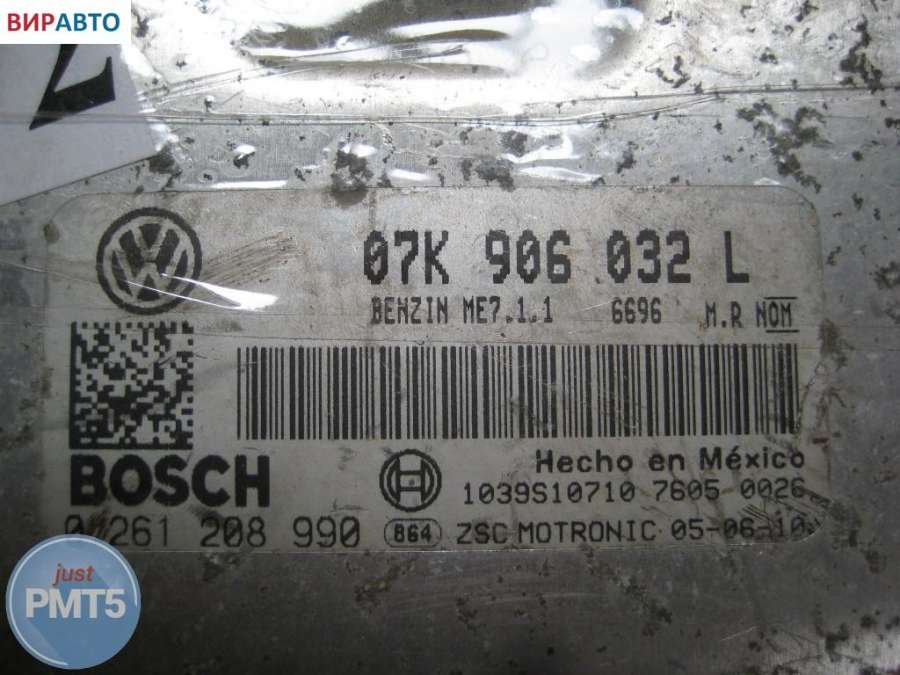 ВИРАВТО
07K 906 032 L
BENZIN ME7.1.1 6696 M.R NOM
BOSCH
Hecho en México
1039S10710 7605 0026
0 261 208 990 864 ZSC MOTRONIC 05-06-10
just
PMT5